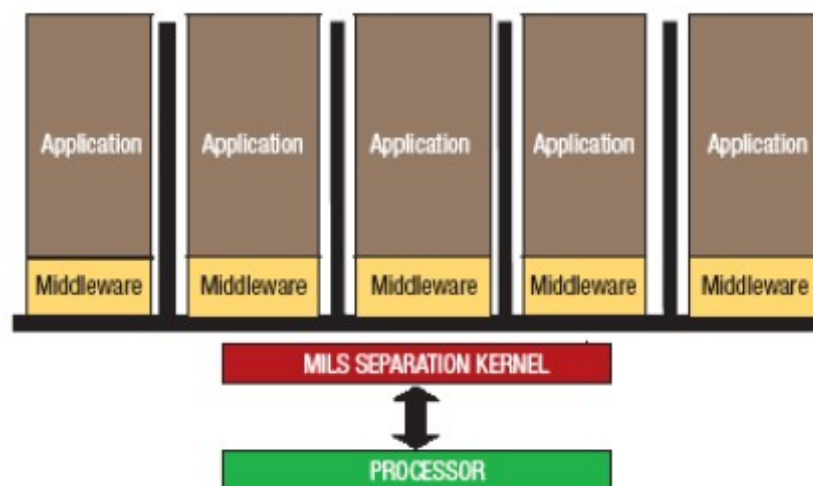 Application Application Application Application Application
Middleware Middleware Middleware Middleware Middleware
MILS SEPARATION KERNEL
PROCESSOR